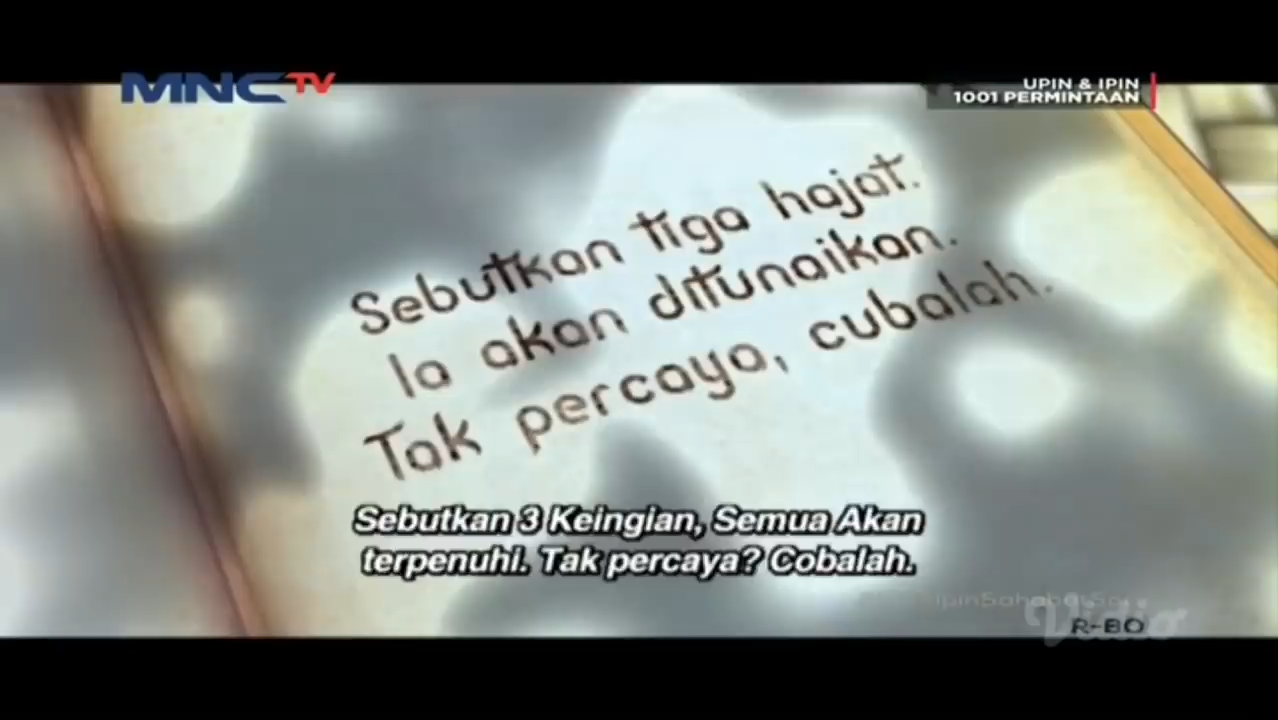 MNCTV
UPIN & IPIN
1001 PERMINTAAN
Sebutkan tiga hajat.
Ia akan ditunaikan.
Tak percaya, cubalah.
Sebutkan 3 Keingian, Semua Akan
terpenuhi. Tak percaya? Cobalah.
Vidio
R-BO